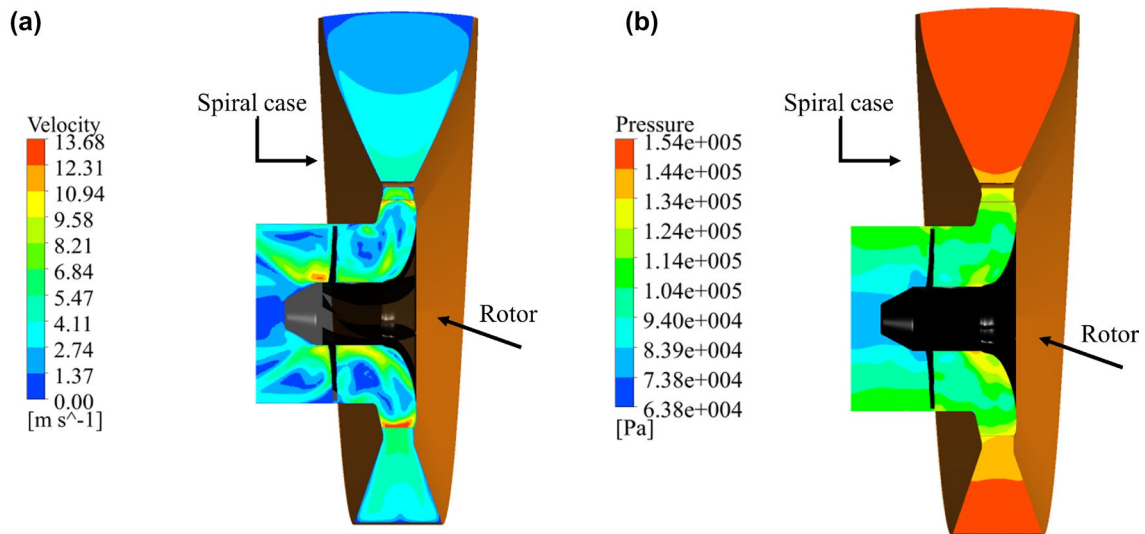 (a)
Spiral case
Velocity
13.68
12.31
10.94
9.58
8.21
6.84
5.47
4.11
2.74
1.37
0.00
[m s^-1]
Rotor
(b)
Spiral case
Pressure
1.54e+005
1.44e+005
1.34e+005
1.24e+005
1.14e+005
1.04e+005
9.40e+004
8.39e+004
7.38e+004
6.38e+004
[Pa]
Rotor